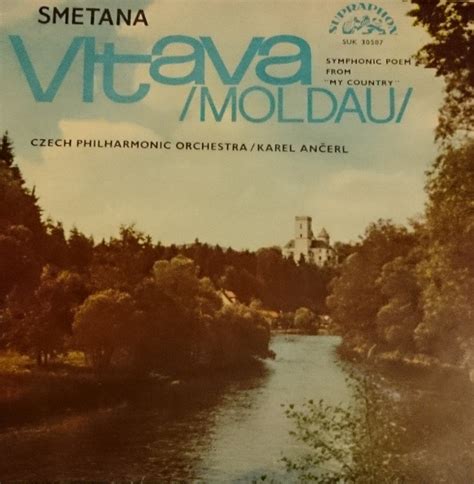 SMETANA
Vltava
/MOLDAU/
SUPRAPHON
SUK 30507
SYMPHONIC POEM
FROM
"MY COUNTRY"
CZECH PHILHARMONIC ORCHESTRA/KAREL ANČERL